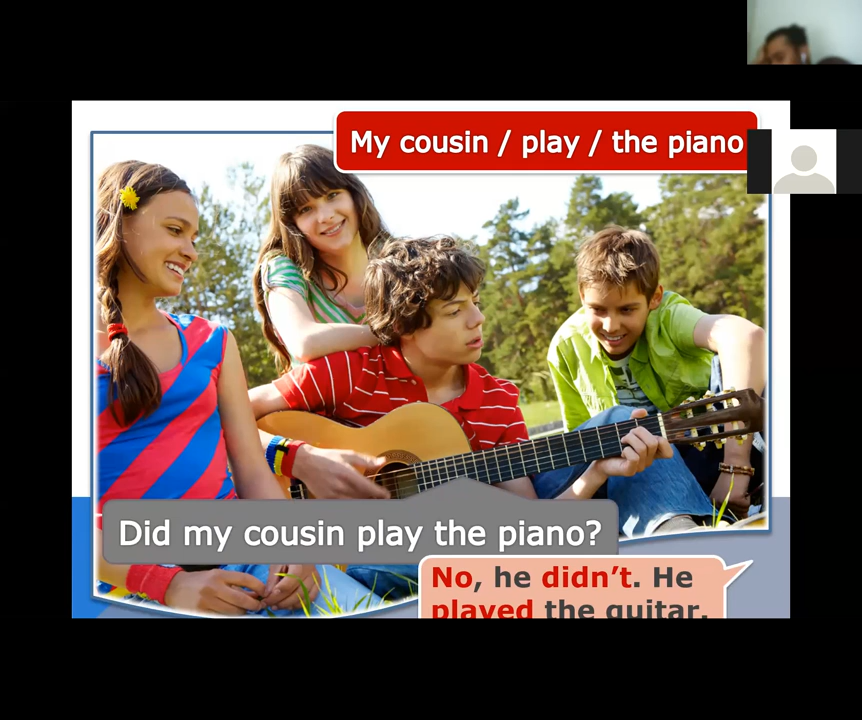 My cousin / play / the piano
Did my cousin play the piano?
No, he didn't. He
played the guitar.